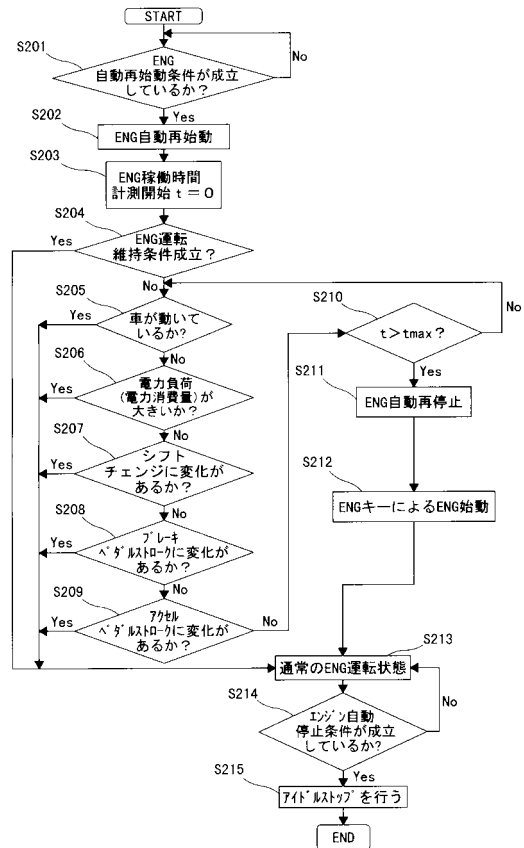 START
S201
ENG
自動再始動条件が成立
しているか？
No
Yes
S202
ENG自動再始動
S203
ENG稼働時間
計測開始 t＝0
S204
ENG運転
維持条件成立？
Yes
No
S205
車が動いて
いるか？
Yes
No
S206
電力負荷
(電力消費量)が
大きいか？
Yes
No
S207
シフト
チェンジに変化が
あるか？
Yes
No
S208
ブレーキ
ペダルストロークに変化が
あるか？
Yes
No
S209
アクセル
ペダルストロークに変化が
あるか？
Yes
No
S210
t＞tmax？
No
Yes
S211
ENG自動再停止
S212
ENGキーによるENG始動
S213
通常のENG運転状態
S214
エンジン自動
停止条件が成立
しているか?
No
Yes
S215
アイドルストップを行う
END